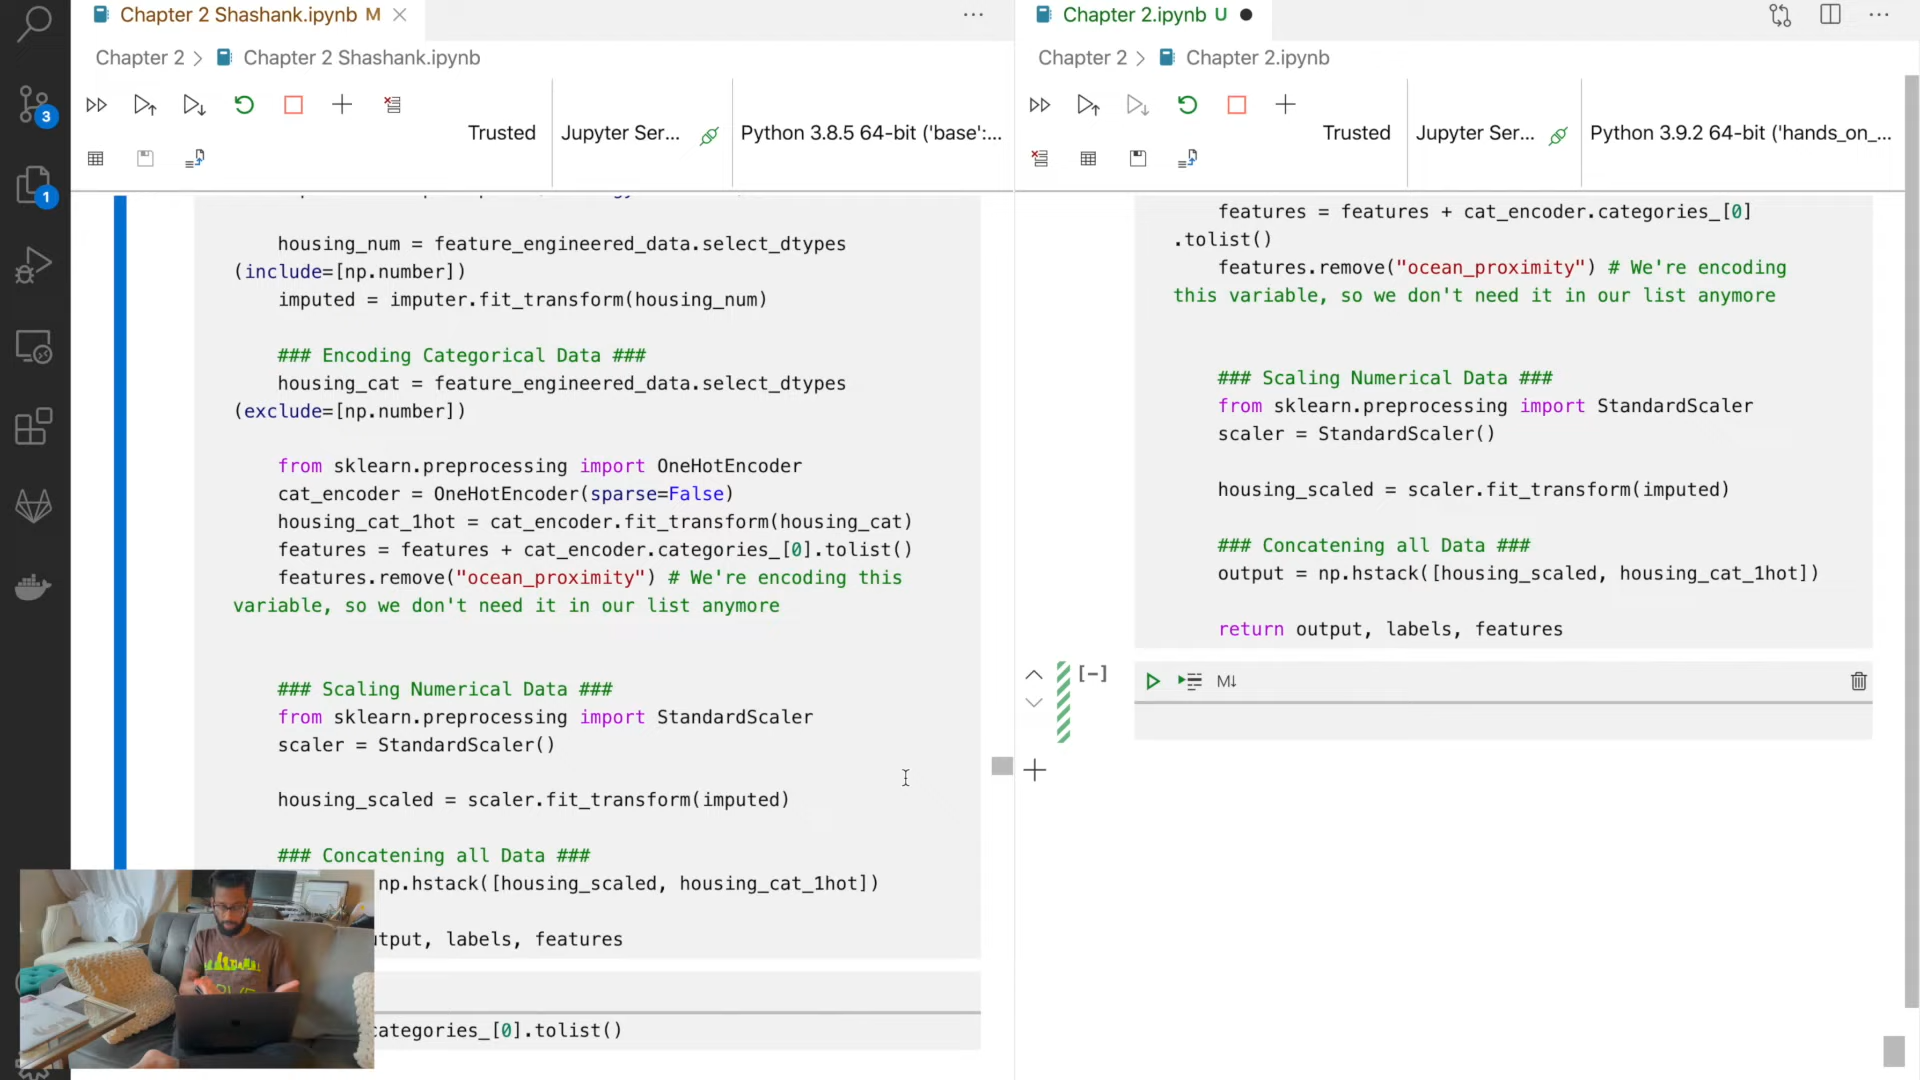 Chapter 2 Shashank.ipynb M
Chapter 2 > Chapter 2 Shashank.ipynb
Trusted
Jupyter Ser...
Python 3.8.5 64-bit ('base':...
3
1
housing_num = feature_engineered_data.select_dtypes
(include=[np.number])
imputed = imputer.fit_transform(housing_num)
### Encoding Categorical Data ###
housing_cat = feature_engineered_data.select_dtypes
(exclude=[np.number])
from sklearn.preprocessing import OneHotEncoder
cat_encoder = OneHotEncoder(sparse=False)
housing_cat_1hot = cat_encoder.fit_transform(housing_cat)
features = features + cat_encoder.categories_[0].tolist()
features.remove("ocean_proximity") # We're encoding this
variable, so we don't need it in our list anymore
### Scaling Numerical Data ###
from sklearn.preprocessing import StandardScaler
scaler = StandardScaler()
housing_scaled = scaler.fit_transform(imputed)
### Concatening all Data ###
np.hstack([housing_scaled, housing_cat_1hot])
tput, labels, features
categories_[0].tolist()
Chapter 2.ipynb U
Chapter 2 > Chapter 2.ipynb
Trusted
Jupyter Ser...
Python 3.9.2 64-bit ('hands_on_...
features = features + cat_encoder.categories_[0]
.tolist()
features.remove("ocean_proximity") # We're encoding
this variable, so we don't need it in our list anymore
### Scaling Numerical Data ###
from sklearn.preprocessing import StandardScaler
scaler = StandardScaler()
housing_scaled = scaler.fit_transform(imputed)
### Concatening all Data ###
output = np.hstack([housing_scaled, housing_cat_1hot])
return output, labels, features
[-]
M↓